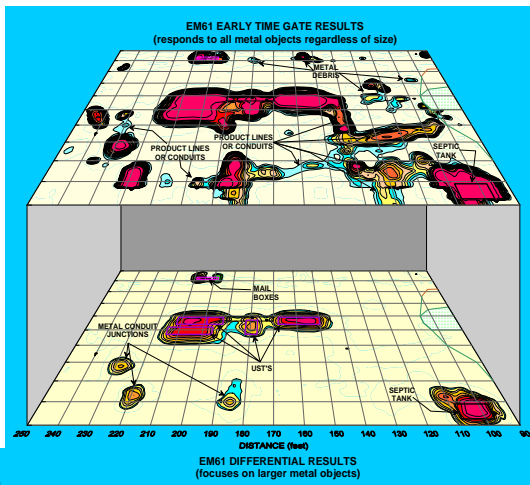 EM61 EARLY TIME GATE RESULTS
(responds to all metal objects regardless of size)
METAL
DEBRIS
PRODUCT LINES
OR CONDUITS
PRODUCT LINES
OR CONDUITS
SEPTIC
TANK
MAIL
BOXES
METAL CONDUIT
JUNCTIONS
UST'S
SEPTIC
TANK
260 230 220 210 200 190 180 170 160 150 140 130 120 110 100 90
DISTANCE (feet)
EM61 DIFFERENTIAL RESULTS
(focuses on larger metal objects)